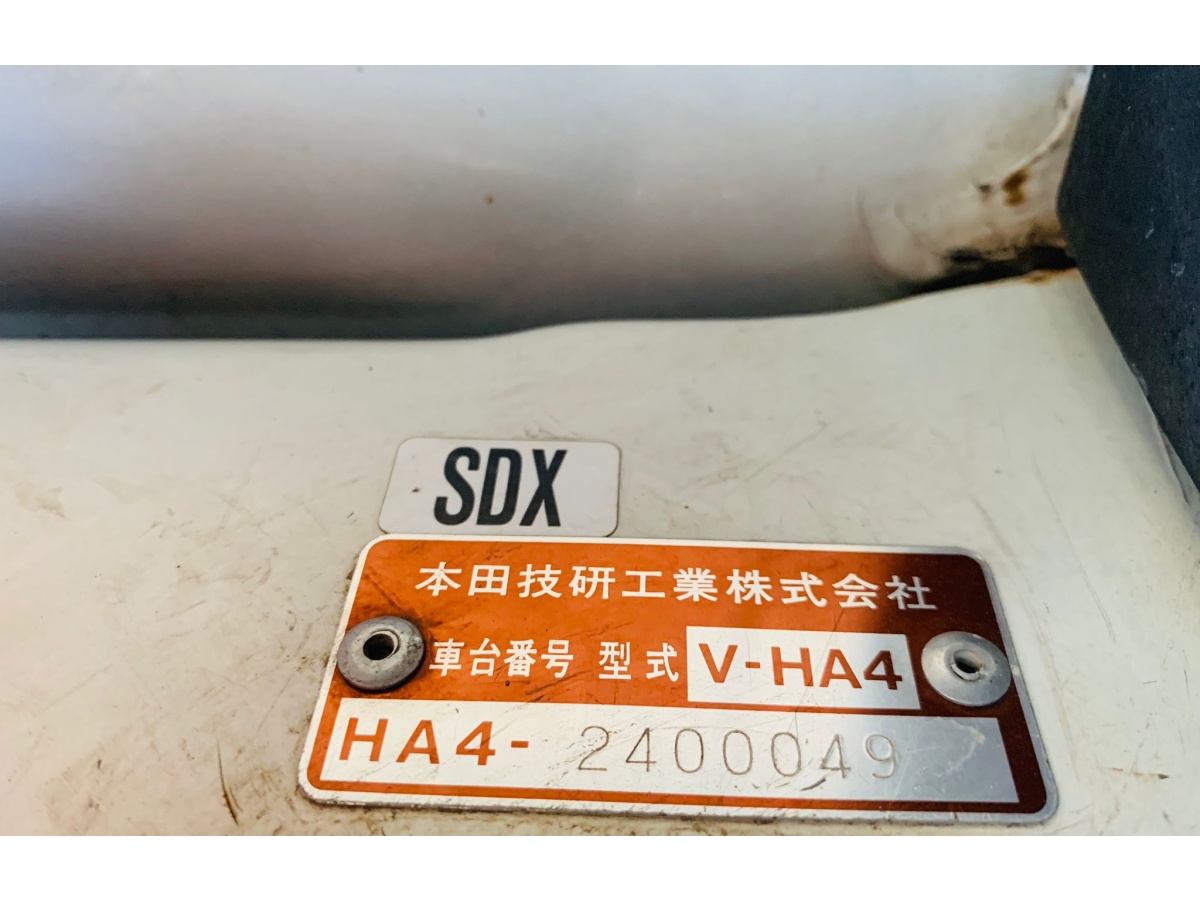 SDX
本田技研工業株式会社
車台番号 型式 V-HA4
HA4- 2400049